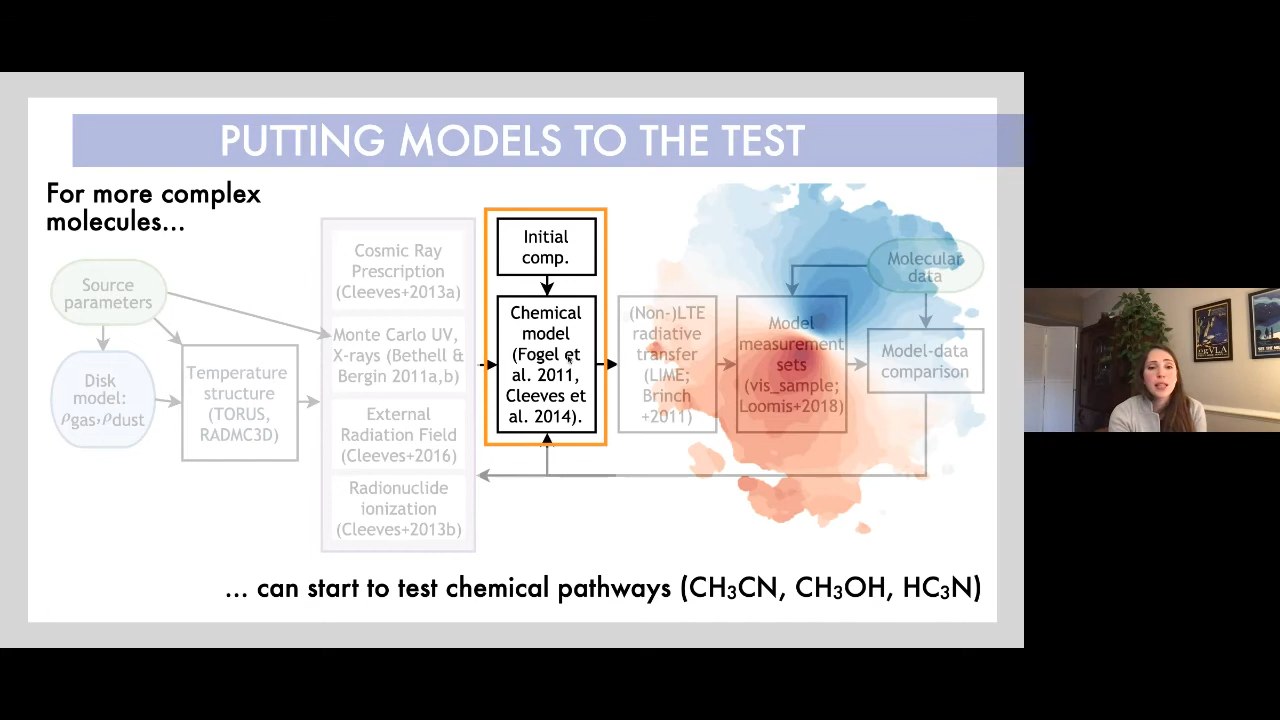 PUTTING MODELS TO THE TEST
For more complex
molecules...
Source
parameters
Disk
model:
ρgas,ρdust
Temperature
structure
(TORUS,
RADMC3D)
Cosmic Ray
Prescription
(Cleeves+2013a)
Monte Carlo UV,
X-rays (Bethell &
Bergin 2011a,b)
External
Radiation Field
(Cleeves+2016)
Radionuclide
ionization
(Cleeves+2013b)
Initial
comp.
Chemical
model
(Fogel et
al. 2011,
Cleeves et
al. 2014).
(Non-)LTE
radiative
transfer
(LIME;
Brinch
+2011)
Model
measurement
sets
(vis_sample;
Loomis+2018)
Molecular
data
Model-data
comparison
... can start to test chemical pathways (CH₃CN, CH₃OH, HC₃N)